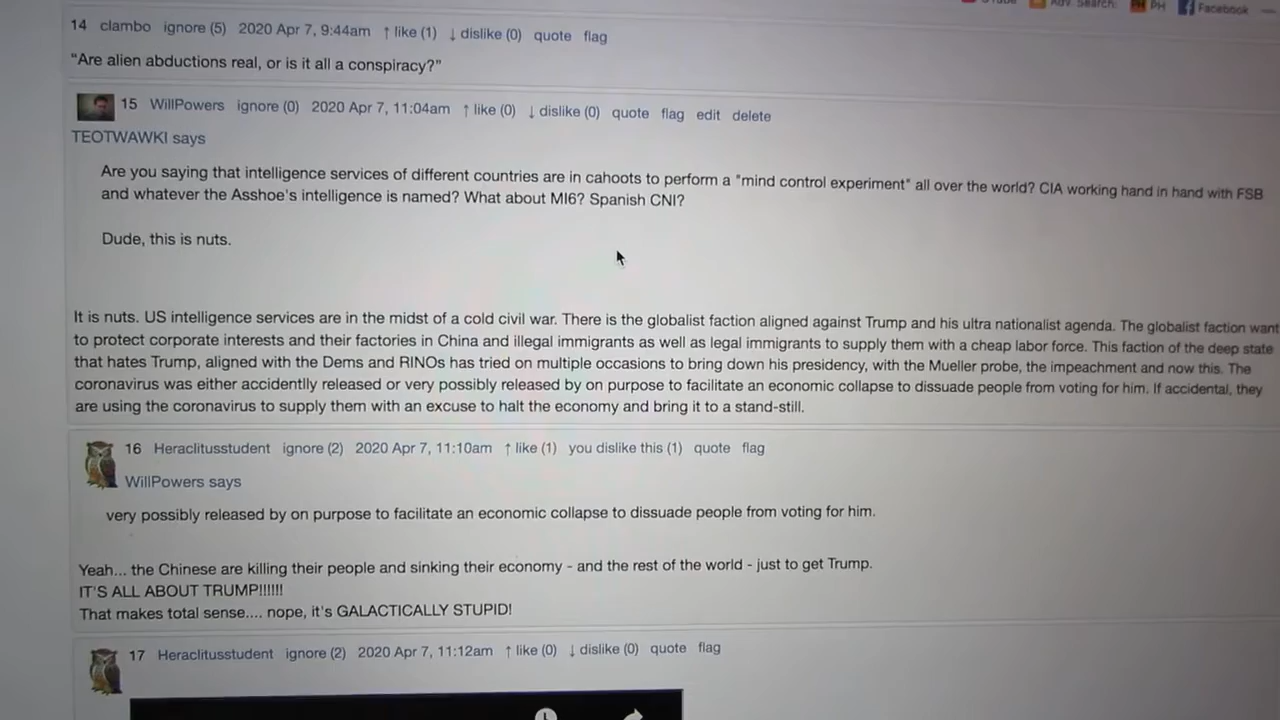 Adv. Search:
PH
Facebook
14 clambo ignore (5) 2020 Apr 7, 9:44am ↑ like (1) ↓ dislike (0) quote flag
"Are alien abductions real, or is it all a conspiracy?"
15 WillPowers ignore (0) 2020 Apr 7, 11:04am ↑ like (0) ↓ dislike (0) quote flag edit delete
TEOTWAWKI says
Are you saying that intelligence services of different countries are in cahoots to perform a "mind control experiment" all over the world? CIA working hand in hand with FSB
and whatever the Asshoe's intelligence is named? What about MI6? Spanish CNI?
Dude, this is nuts.
It is nuts. US intelligence services are in the midst of a cold civil war. There is the globalist faction aligned against Trump and his ultra nationalist agenda. The globalist faction want
to protect corporate interests and their factories in China and illegal immigrants as well as legal immigrants to supply them with a cheap labor force. This faction of the deep state
that hates Trump, aligned with the Dems and RINOs has tried on multiple occasions to bring down his presidency, with the Mueller probe, the impeachment and now this. The
coronavirus was either accidentlly released or very possibly released by on purpose to facilitate an economic collapse to dissuade people from voting for him. If accidental, they
are using the coronavirus to supply them with an excuse to halt the economy and bring it to a stand-still.
16 Heraclitusstudent ignore (2) 2020 Apr 7, 11:10am ↑ like (1) you dislike this (1) quote flag
WillPowers says
very possibly released by on purpose to facilitate an economic collapse to dissuade people from voting for him.
Yeah... the Chinese are killing their people and sinking their economy - and the rest of the world - just to get Trump.
IT'S ALL ABOUT TRUMP!!!!!!
That makes total sense.... nope, it's GALACTICALLY STUPID!
17 Heraclitusstudent ignore (2) 2020 Apr 7, 11:12am ↑ like (0) ↓ dislike (0) quote flag